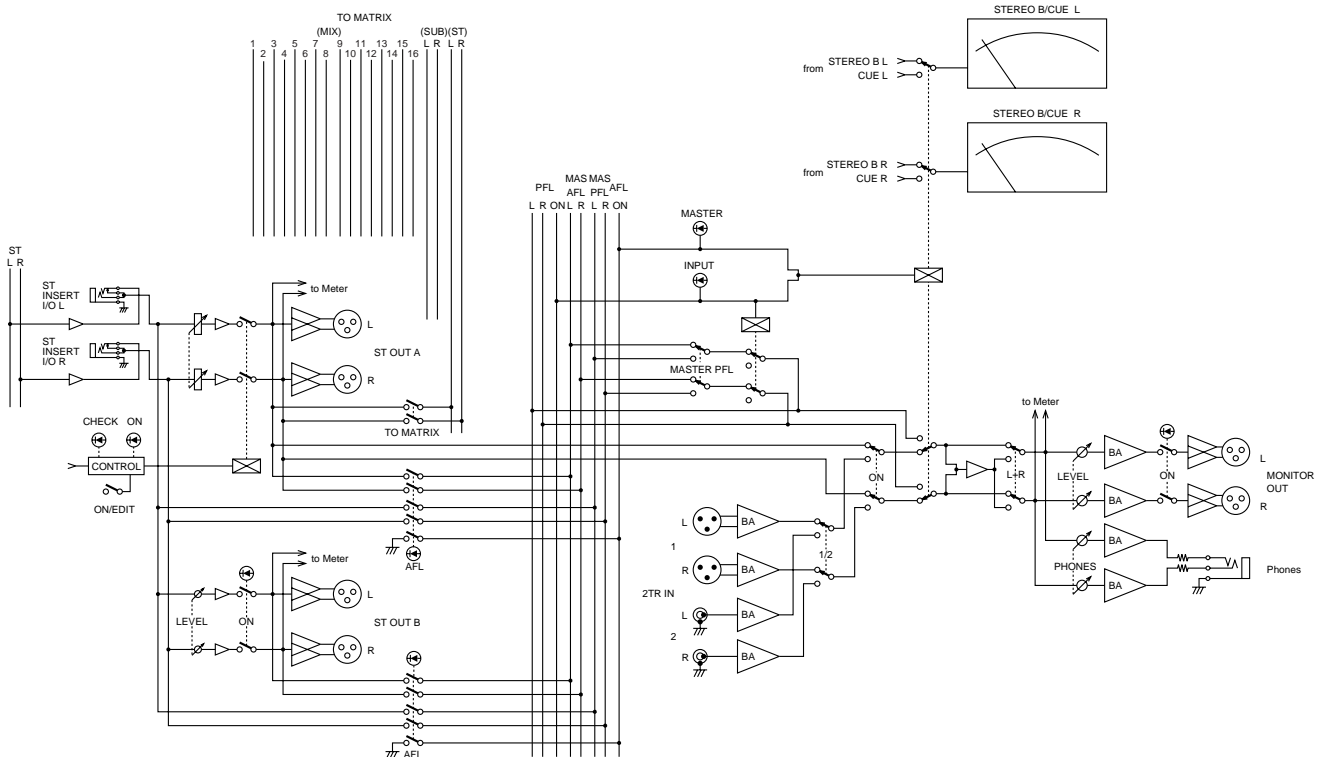 TO MATRIX
(MIX) (SUB)(ST)
1 3 5 7 9 11 13 15 L R L R
2 4 6 8 10 12 14 16
STEREO B/CUE L
from STEREO B L
CUE L
STEREO B/CUE R
from STEREO B R
CUE R
MAS MAS
PFL AFL PFL AFL
L R ON L R L R ON
MASTER
INPUT
MASTER PFL
ST
L R
ST
INSERT
I/O L
ST
INSERT
I/O R
to Meter
L
ST OUT A
R
TO MATRIX
CHECK ON
CONTROL
ON/EDIT
AFL
to Meter
L
LEVEL ON ST OUT B
R
AFL
ON
L BA
1
R BA
1/2
2TR IN
L BA
2
R BA
L+R
to Meter
LEVEL
BA
ON
L
MONITOR
OUT
BA
R
BA
PHONES
BA
Phones